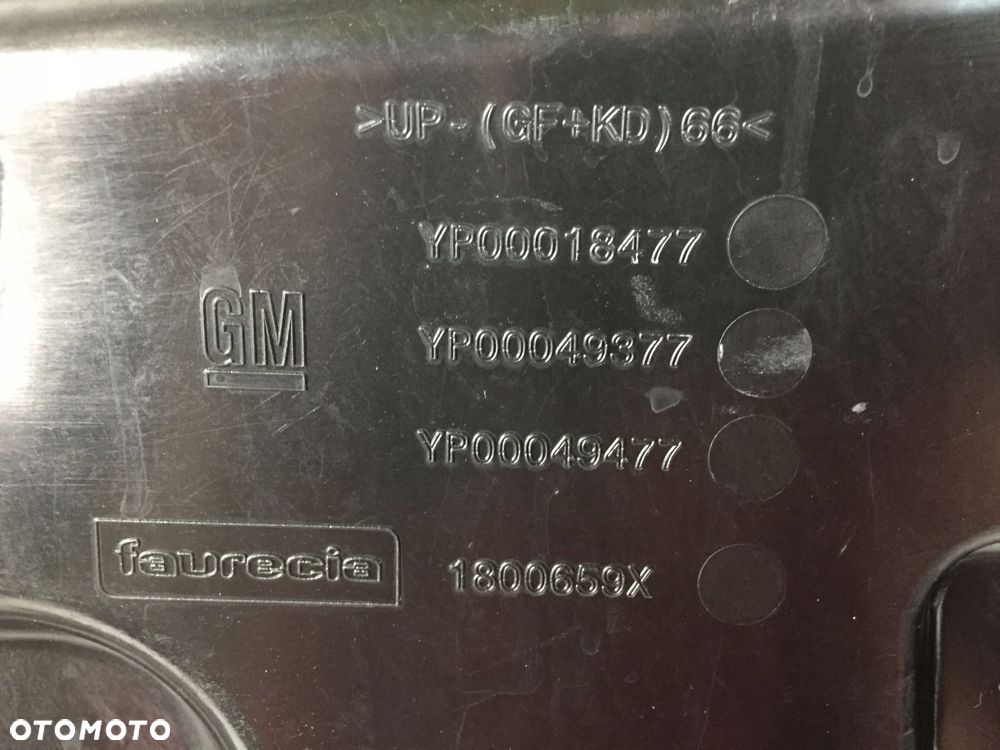 >UP-(GF+KD)66<
YP00018477
GM
YP00049377
YP00049477
faurecia
1800659X
OTOMOTO